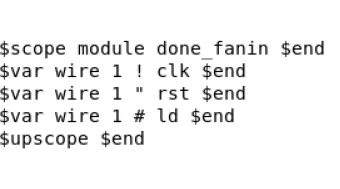 $scope module done_fanin $end
$var wire 1 ! clk $end
$var wire 1 " rst $end
$var wire 1 # ld $end
$upscope $end